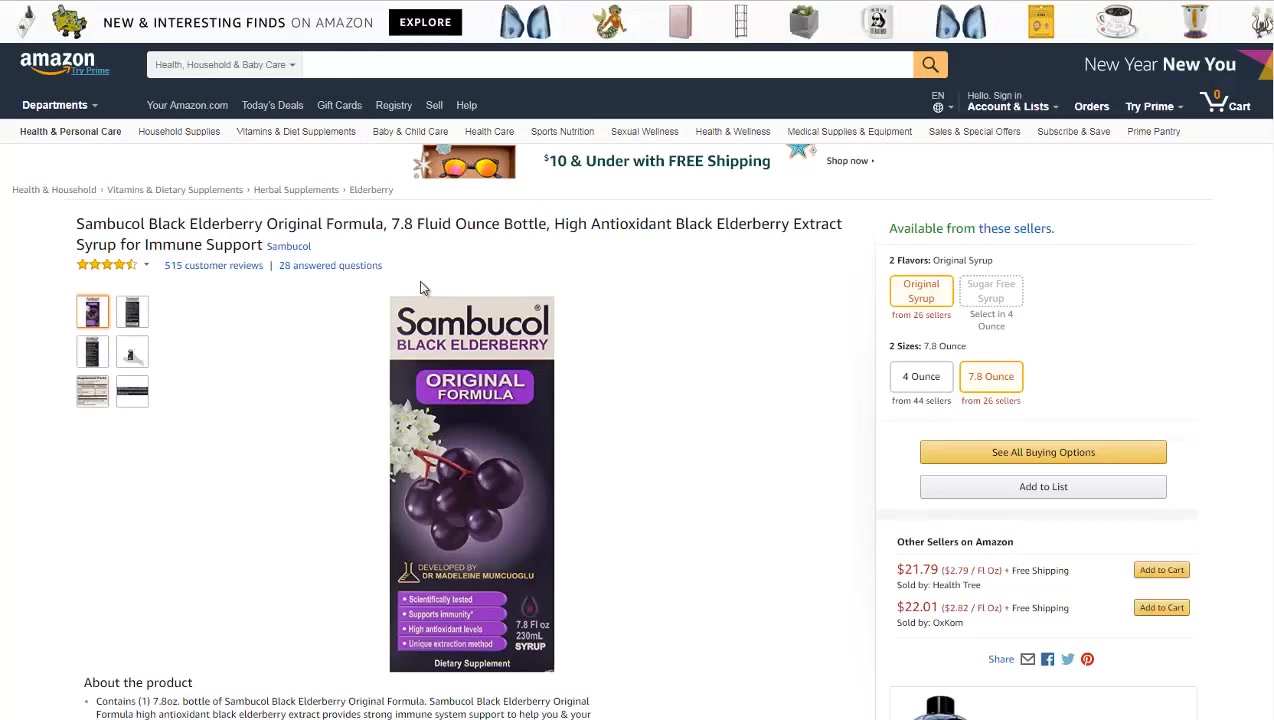 NEW & INTERESTING FINDS ON AMAZON EXPLORE
amazon
Try Prime
Health, Household & Baby Care
New Year New You
Departments
Your Amazon.com Today's Deals Gift Cards Registry Sell Help
EN
Hello. Sign in
Account & Lists
Orders
Try Prime
0
Cart
Health & Personal Care Household Supplies Vitamins & Diet Supplements Baby & Child Care Health Care Sports Nutrition Sexual Wellness Health & Wellness Medical Supplies & Equipment Sales & Special Offers Subscribe & Save Prime Pantry
$10 & Under with FREE Shipping Shop now ›
Health & Household › Vitamins & Dietary Supplements › Herbal Supplements › Elderberry
Sambucol Black Elderberry Original Formula, 7.8 Fluid Ounce Bottle, High Antioxidant Black Elderberry Extract
Syrup for Immune Support Sambucol
515 customer reviews | 28 answered questions
Sambucol®
BLACK ELDERBERRY
ORIGINAL
FORMULA
DEVELOPED BY
DR MADELEINE MUMCUOGLU
• Scientifically tested
• Supports immunity*
• High antioxidant levels
• Unique extraction method
7.8 Fl oz
230mL
SYRUP
Dietary Supplement
About the product
• Contains (1) 7.8oz. bottle of Sambucol Black Elderberry Original Formula. Sambucol Black Elderberry Original
Formula high antioxidant black elderberry extract provides strong immune system support to help you & your
Available from these sellers.
2 Flavors: Original Syrup
Original
Syrup
from 26 sellers
Sugar Free
Syrup
Select in 4
Ounce
2 Sizes: 7.8 Ounce
4 Ounce
from 44 sellers
7.8 Ounce
from 26 sellers
See All Buying Options
Add to List
Other Sellers on Amazon
$21.79 ($2.79 / Fl Oz) + Free Shipping
Add to Cart
Sold by: Health Tree
$22.01 ($2.82 / Fl Oz) + Free Shipping
Add to Cart
Sold by: OxKom
Share